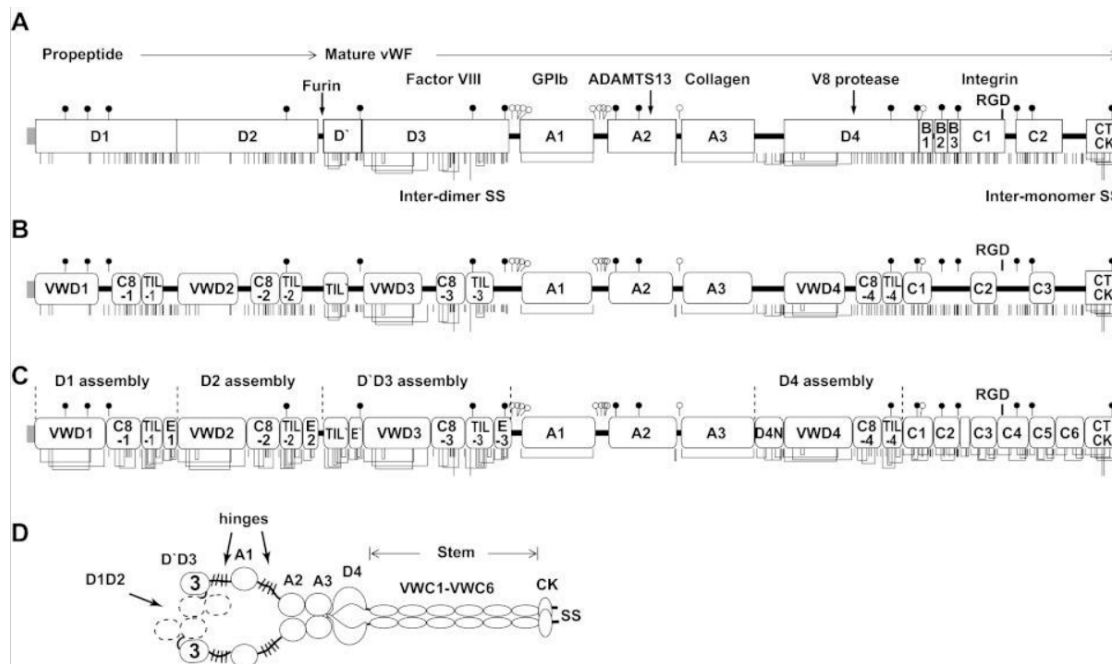 A
Propeptide Mature vWF
Furin Factor VIII GPIb ADAMTS13 Collagen V8 protease Integrin
RGD
D1 D2 D` D3 A1 A2 A3 D4 B1 B2 B3 C1 C2 CT CK
Inter-dimer SS Inter-monomer SS
B
RGD
VWD1 C8-1 TIL-1 VWD2 C8-2 TIL-2 TIL` VWD3 C8-3 TIL-3 A1 A2 A3 VWD4 C8-4 TIL-4 C1 C2 C3 CT CK
C
D1 assembly D2 assembly D`D3 assembly D4 assembly
RGD
VWD1 C8-1 TIL-1 E1 VWD2 C8-2 TIL-2 E2 TIL` E` VWD3 C8-3 TIL-3 E-3 A1 A2 A3 D4N VWD4 C8-4 TIL-4 C1 C2 C3 C4 C5 C6 CT CK
D
hinges
D`D3 A1 Stem
D1D2 3 A2 A3 D4 VWC1-VWC6 CK
SS
3